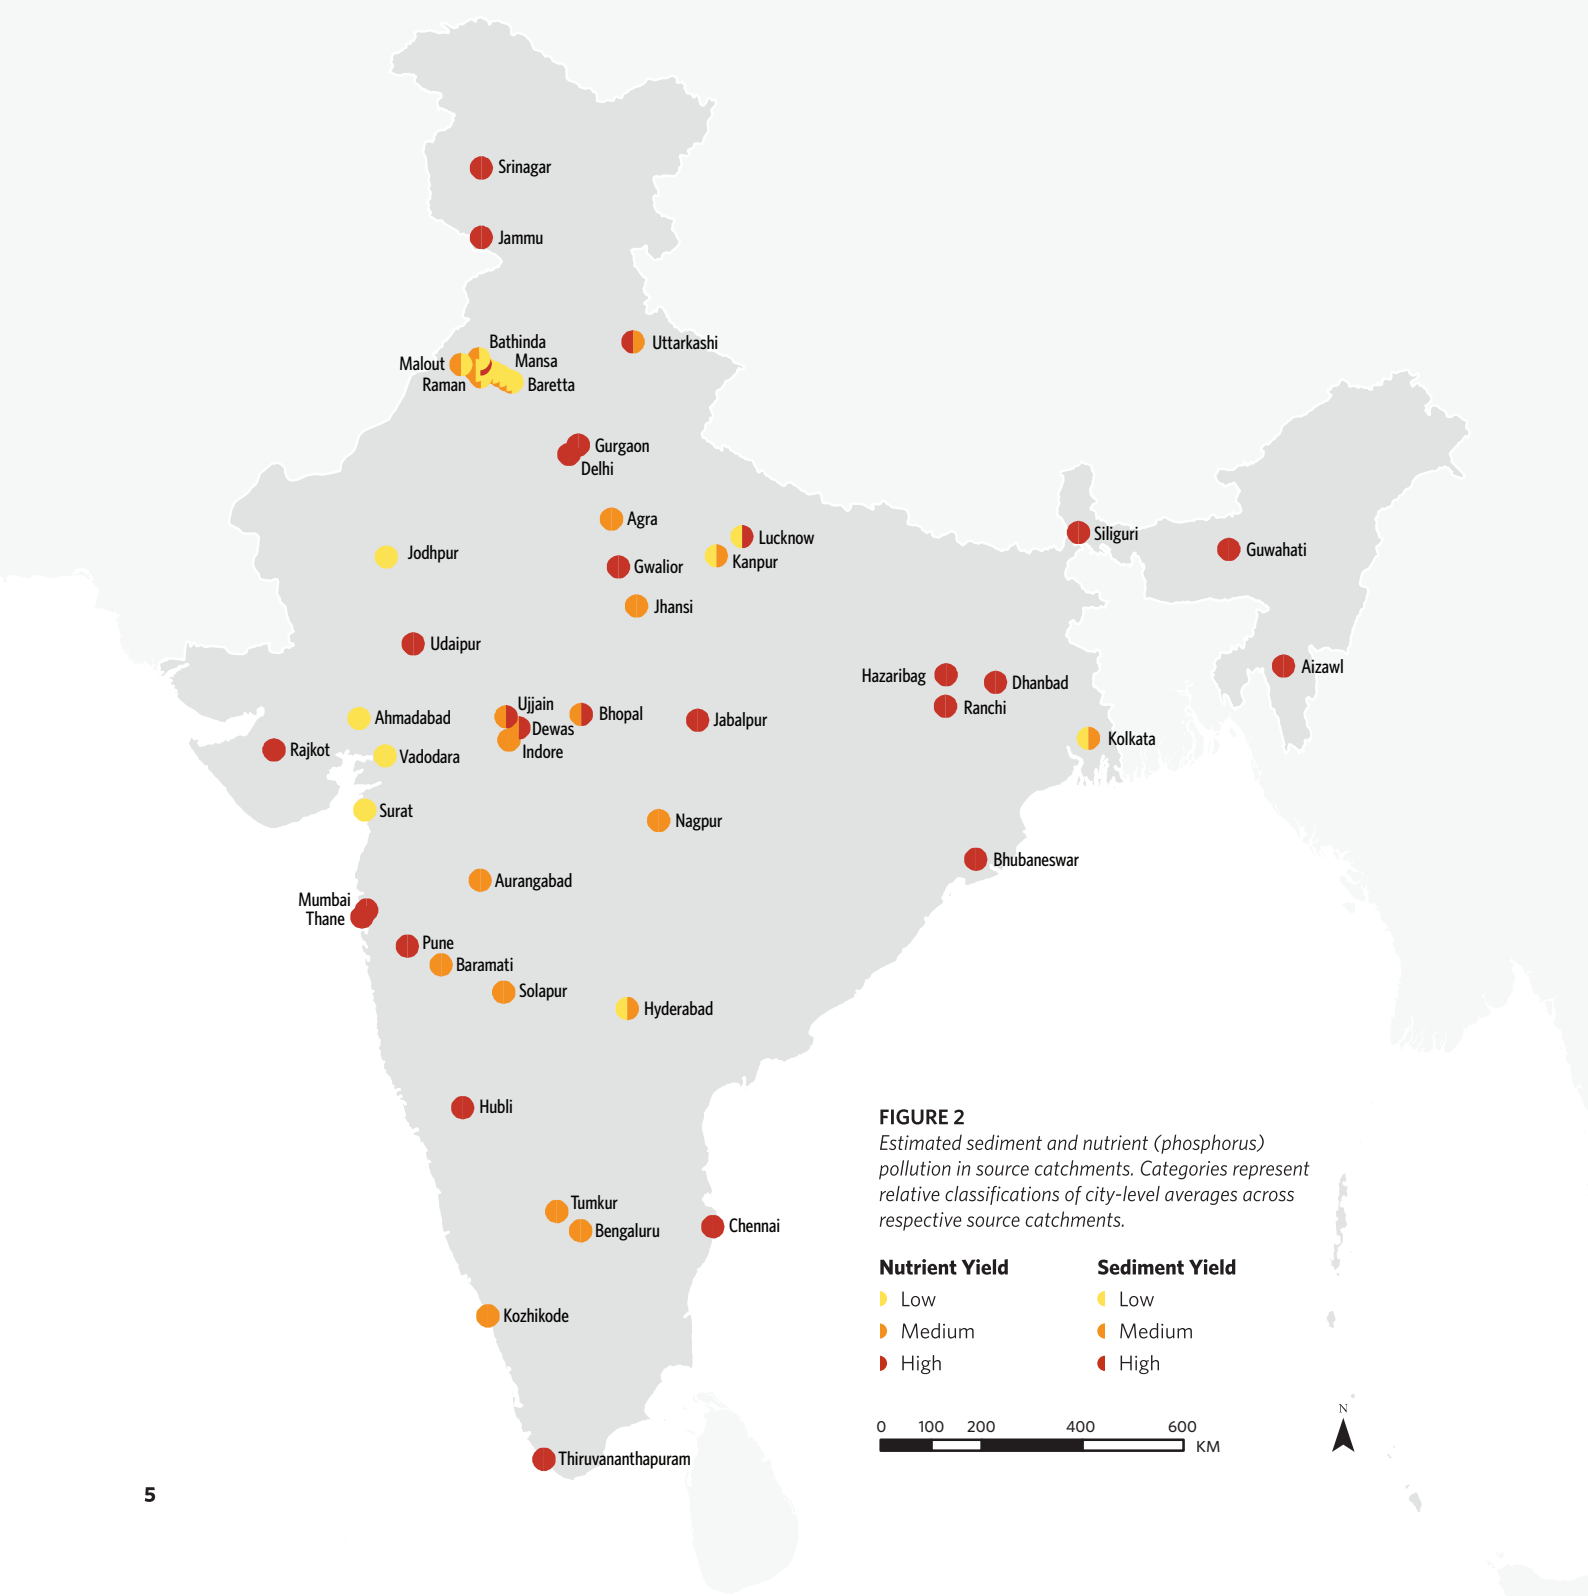 Srinagar
Jammu
Bathinda
Uttarkashi
Malout
Mansa
Raman
Baretta
Gurgaon
Delhi
Agra
Lucknow
Siliguri
Guwahati
Jodhpur
Kanpur
Gwalior
Jhansi
Udaipur
Hazaribag
Dhanbad
Aizawl
Ranchi
Ujjain
Ahmadabad
Bhopal
Jabalpur
Dewas
Kolkata
Rajkot
Indore
Vadodara
Surat
Nagpur
Bhubaneswar
Aurangabad
Mumbai
Thane
Pune
Baramati
Solapur
Hyderabad
Hubli
FIGURE 2
Estimated sediment and nutrient (phosphorus)
pollution in source catchments. Categories represent
relative classifications of city-level averages across
respective source catchments.
Tumkur
Bengaluru
Chennai
Nutrient Yield
Sediment Yield
Low
Low
Kozhikode
Medium
Medium
High
High
N
0 100 200 400 600
KM
Thiruvananthapuram
5